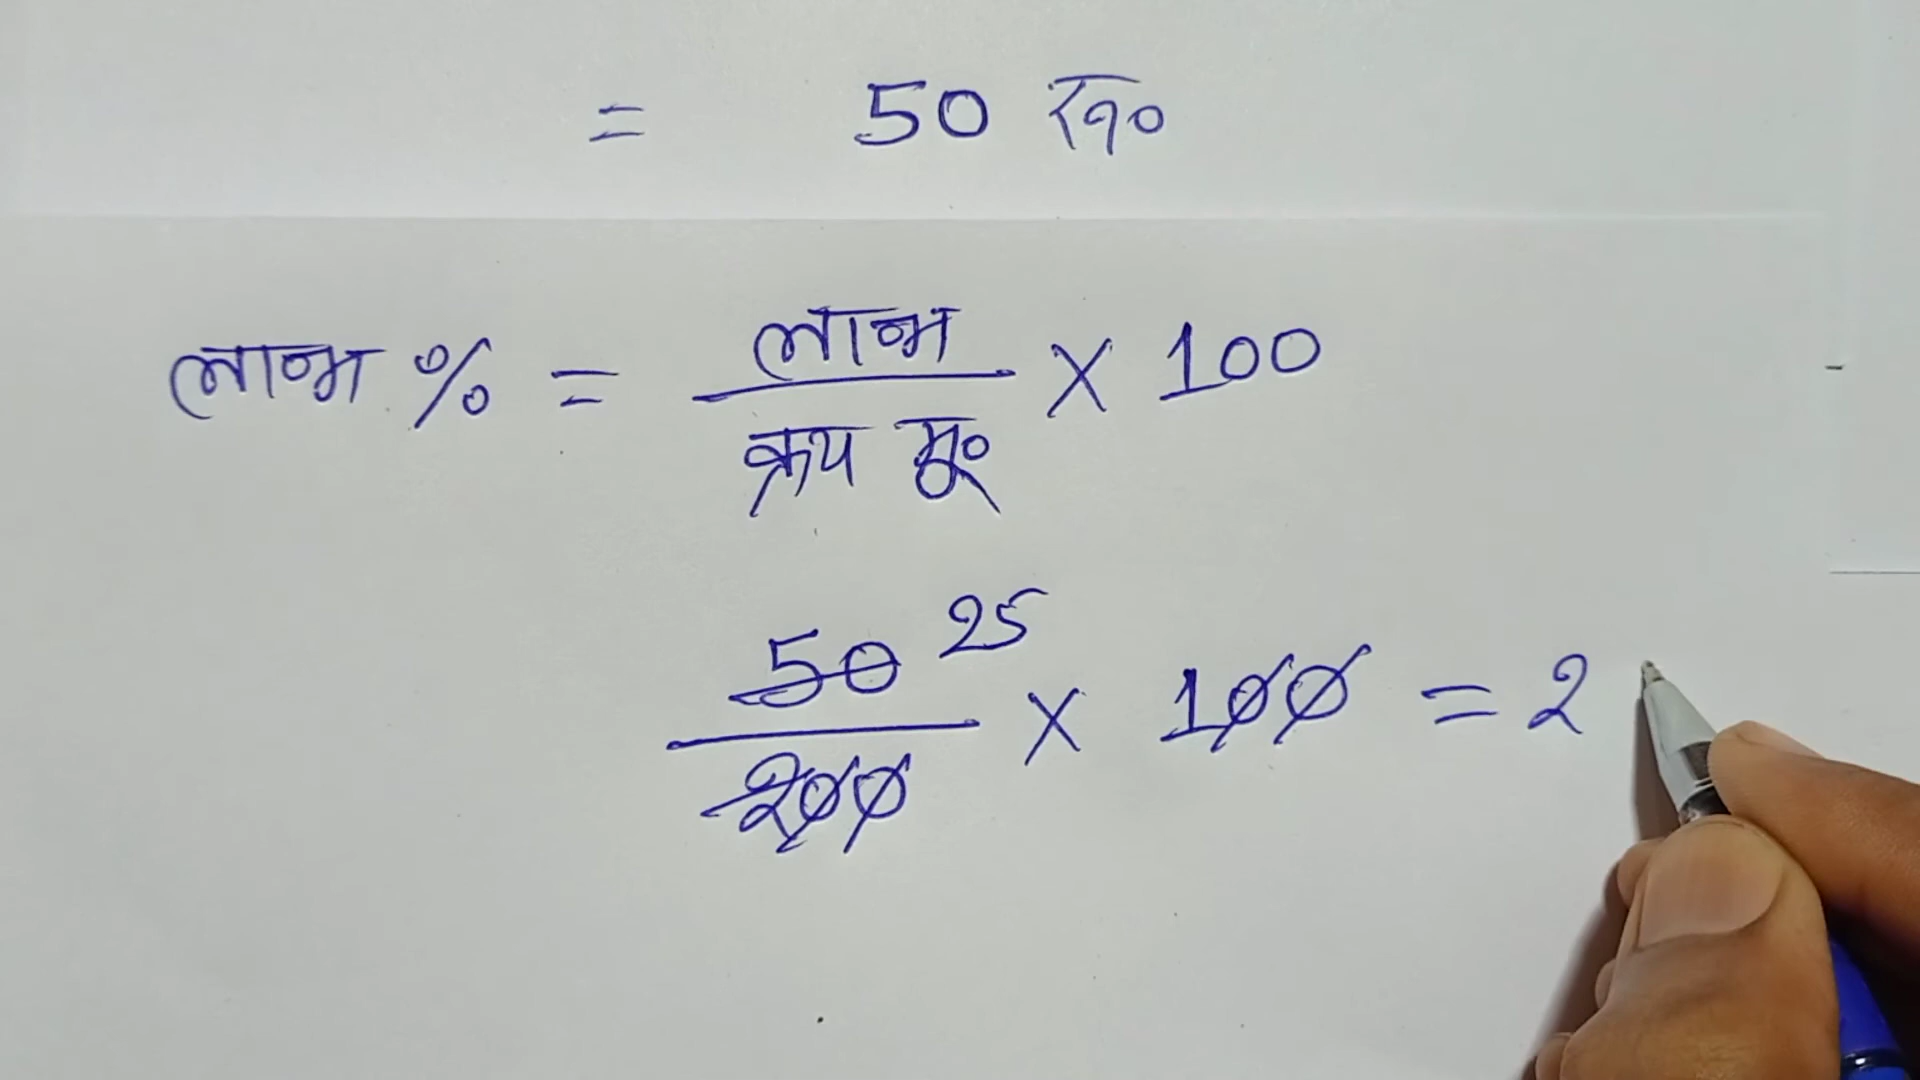 = 50 रु०
लाभ % = लाभ / क्रय मू० × 100
50 25 / 200 × 100 = 2